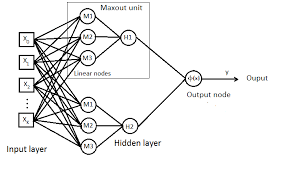 Maxout unit
M1
M2
H1
M3
Linear nodes
Y
Ouput
Output node
M1
M2
H2
M3
Input layer
Hidden layer